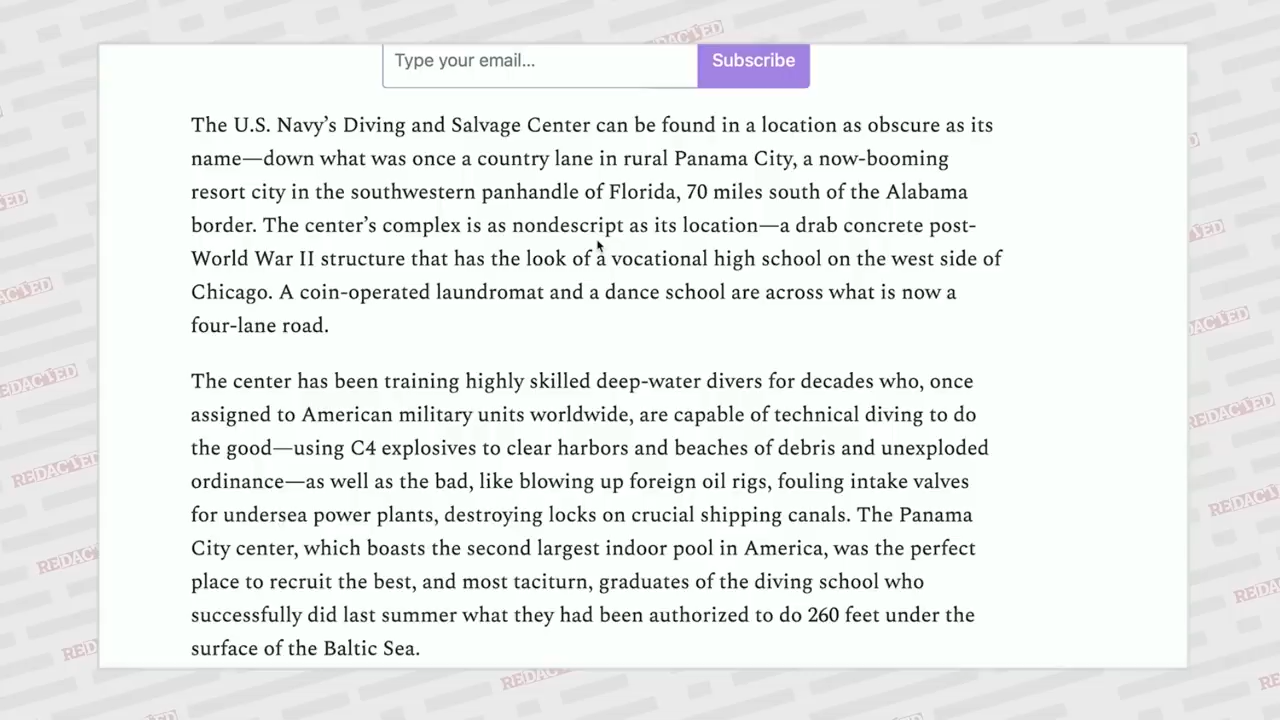 REDACTED
Type your email...
Subscribe
The U.S. Navy’s Diving and Salvage Center can be found in a location as obscure as its
name—down what was once a country lane in rural Panama City, a now-booming
resort city in the southwestern panhandle of Florida, 70 miles south of the Alabama
border. The center’s complex is as nondescript as its location—a drab concrete post-
World War II structure that has the look of a vocational high school on the west side of
Chicago. A coin-operated laundromat and a dance school are across what is now a
four-lane road.
The center has been training highly skilled deep-water divers for decades who, once
assigned to American military units worldwide, are capable of technical diving to do
the good—using C4 explosives to clear harbors and beaches of debris and unexploded
ordinance—as well as the bad, like blowing up foreign oil rigs, fouling intake valves
for undersea power plants, destroying locks on crucial shipping canals. The Panama
City center, which boasts the second largest indoor pool in America, was the perfect
place to recruit the best, and most taciturn, graduates of the diving school who
successfully did last summer what they had been authorized to do 260 feet under the
surface of the Baltic Sea.